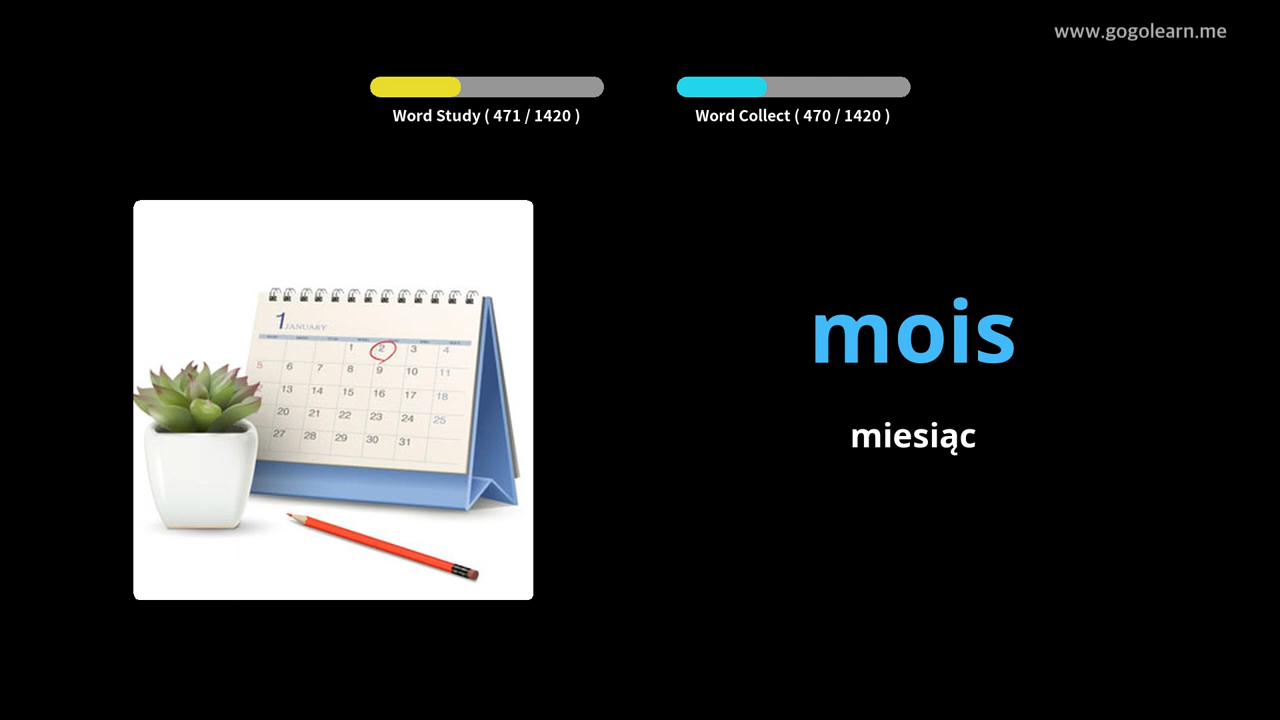 www.gogolearn.me
Word Study ( 471 / 1420 )
Word Collect ( 470 / 1420 )
mois
miesiąc
1 JANUARY
1 2 3 4
5 6 7 8 9 10 11
13 14 15 16 17 18
20 21 22 23 24 25
27 28 29 30 31